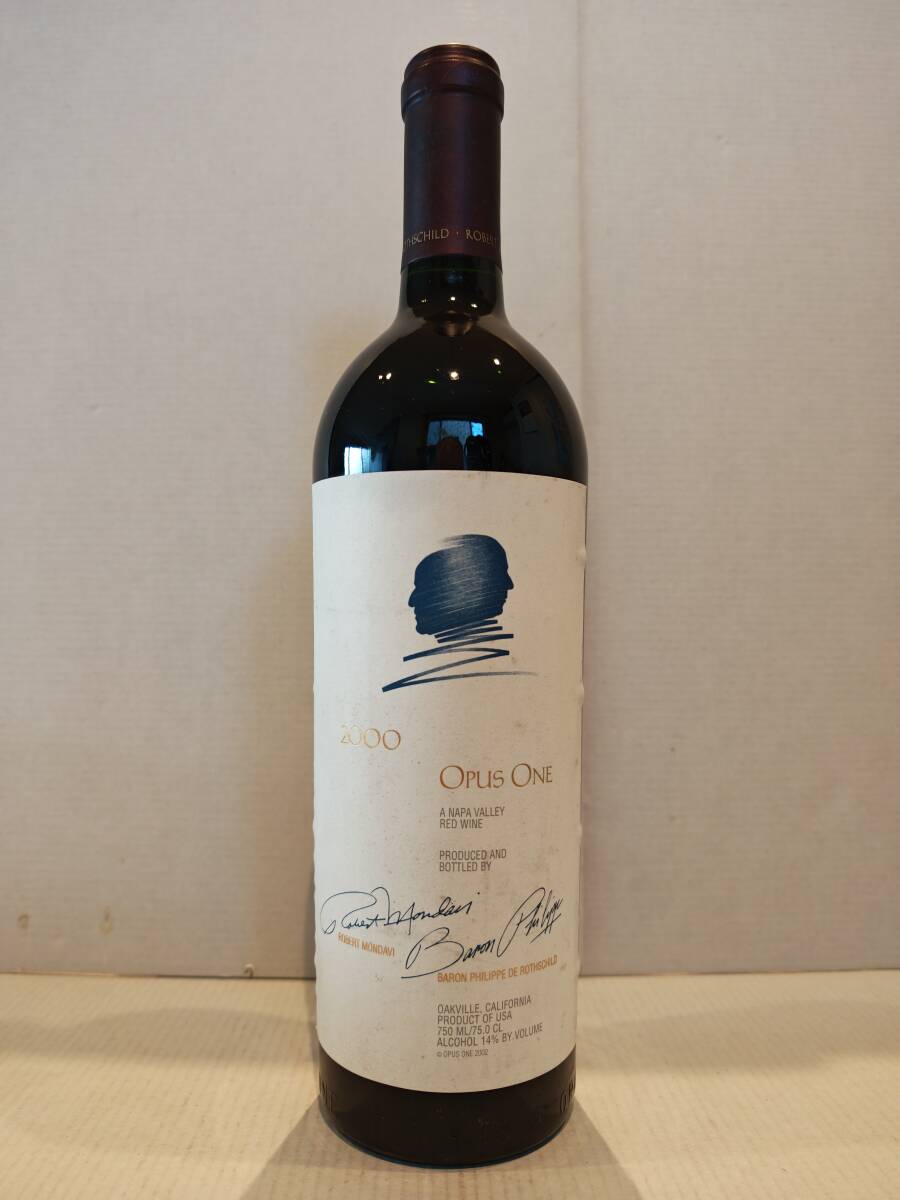 THSCHILD · ROBERT
2000
OPUS ONE
A NAPA VALLEY
RED WINE
PRODUCED AND
BOTTLED BY
Robert Mondavi
ROBERT MONDAVI
Baron Philippe
BARON PHILIPPE DE ROTHSCHILD
OAKVILLE, CALIFORNIA
PRODUCT OF USA
750 ML/75.0 CL
ALCOHOL 14% BY VOLUME
© OPUS ONE 2002